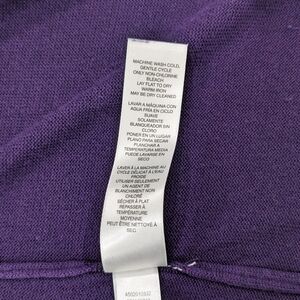 MACHINE WASH COLD,
GENTLE CYCLE
ONLY NON-CHLORINE
BLEACH
LAY FLAT TO DRY
WARM IRON
MAY BE DRY CLEANED
LAVAR A MÁQUINA CON
AGUA FRÍA EN CICLO
SUAVE
SOLAMENTE
BLANQUEADOR SIN
CLORO
PONER EN UN LUGAR
PLANO PARA SECAR
PLANCHAR A
TEMPERATURA MEDIA
PUEDE LAVARSE EN
SECO
LAVER À LA MACHINE AU
CYCLE DÉLICAT À L'EAU
FROIDE
UTILISER SEULEMENT
UN AGENT DE
BLANCHIMENT NON
CHLORÉ
SÉCHER À PLAT
REPASSER À
TEMPÉRATURE
MOYENNE
PEUT ÊTRE NETTOYÉ À
SEC